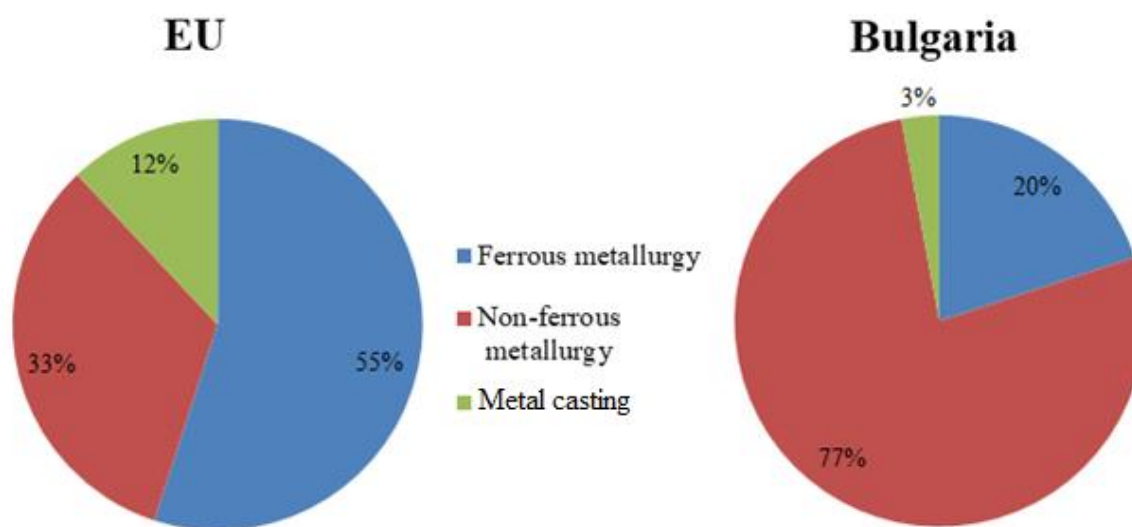 EU
Bulgaria
12%
33%
55%
Ferrous metallurgy
Non-ferrous
metallurgy
Metal casting
3%
20%
77%